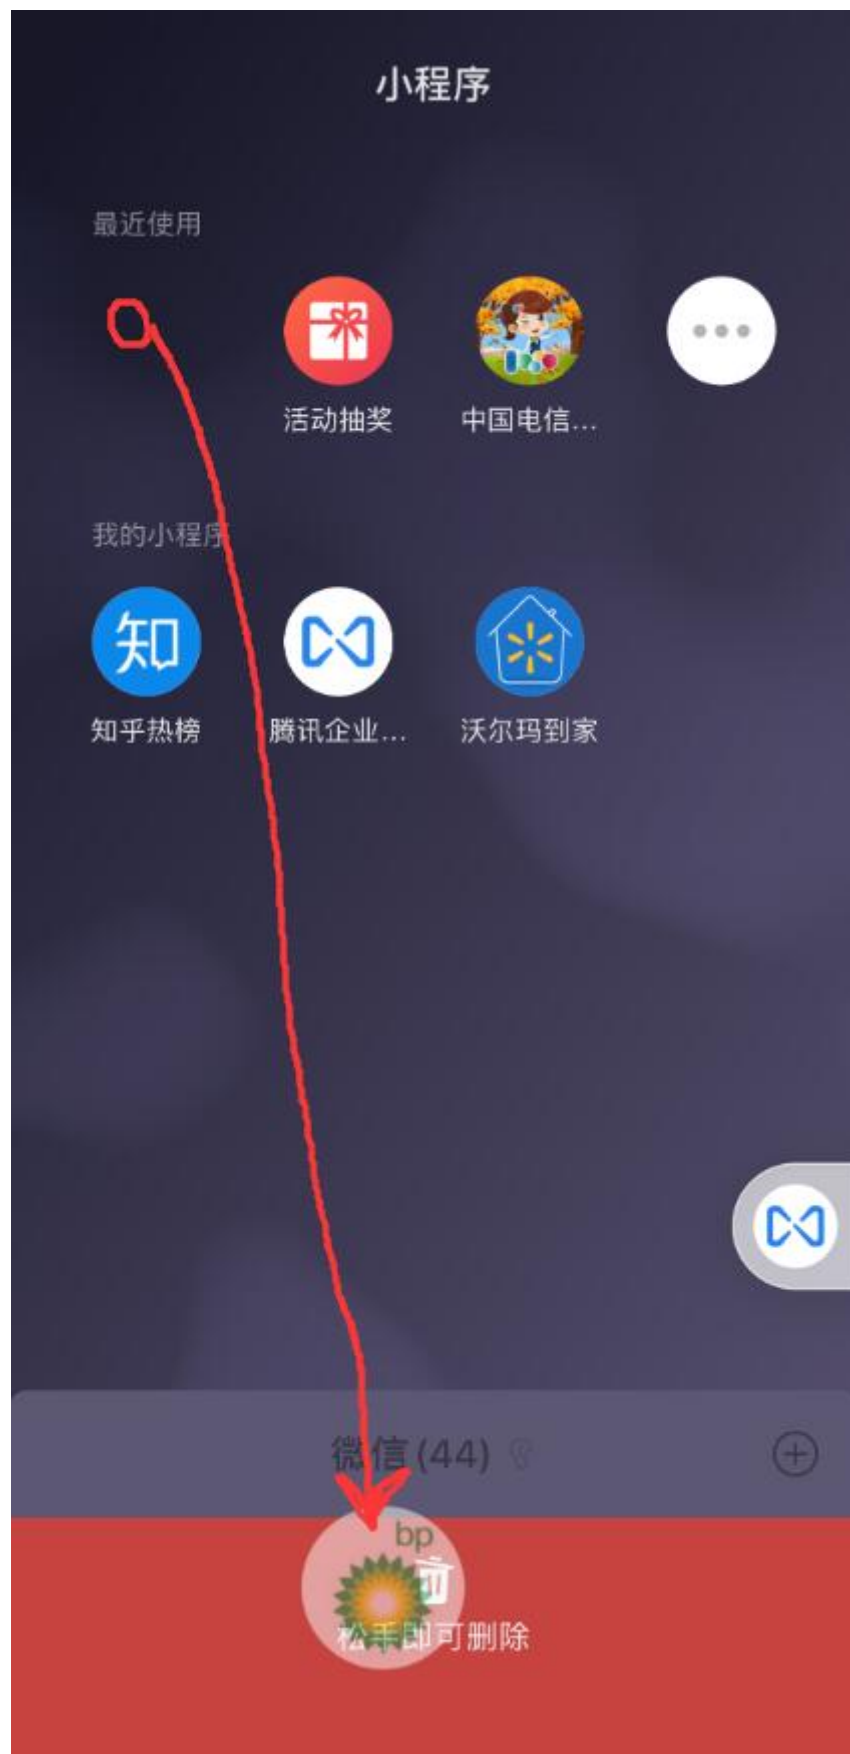 小程序
最近使用
活动抽奖
中国电信...
我的小程序
知
知乎热榜
腾讯企业...
沃尔玛到家
微信(44)
bp
松手即可删除